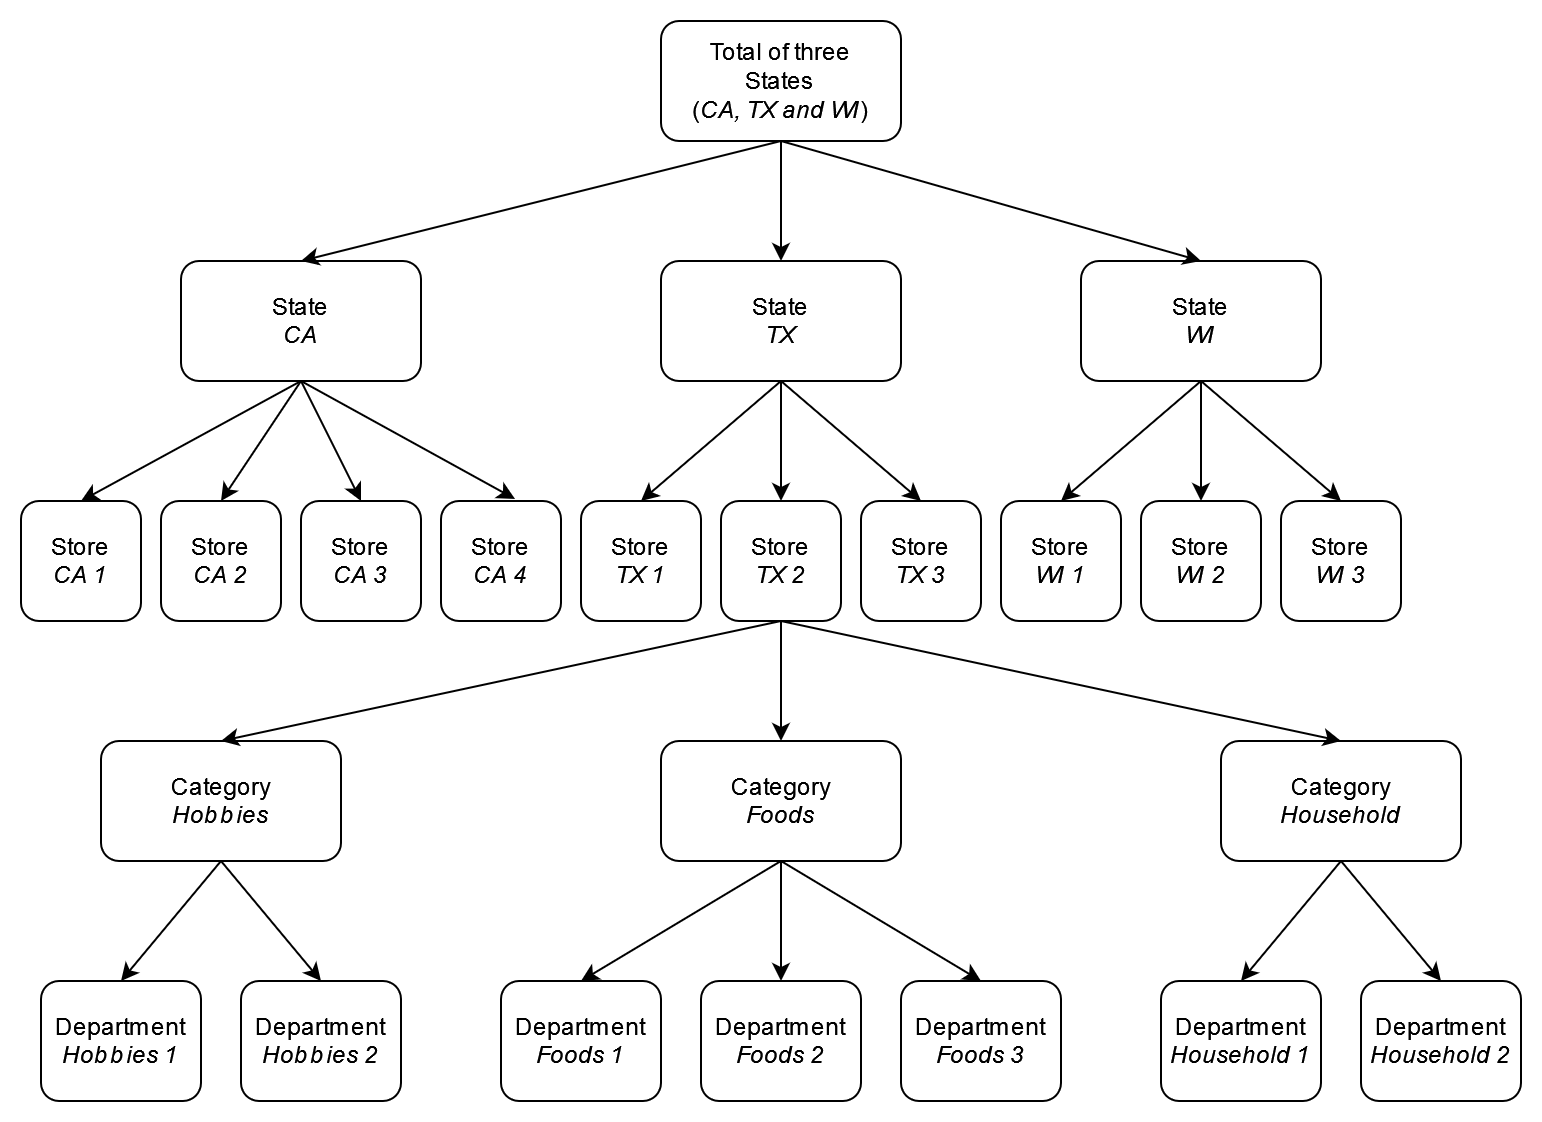 Total of three
States
(CA, TX and WI)
State
CA
State
TX
State
WI
Store
CA 1
Store
CA 2
Store
CA 3
Store
CA 4
Store
TX 1
Store
TX 2
Store
TX 3
Store
WI 1
Store
WI 2
Store
WI 3
Category
Hobbies
Category
Foods
Category
Household
Department
Hobbies 1
Department
Hobbies 2
Department
Foods 1
Department
Foods 2
Department
Foods 3
Department
Household 1
Department
Household 2